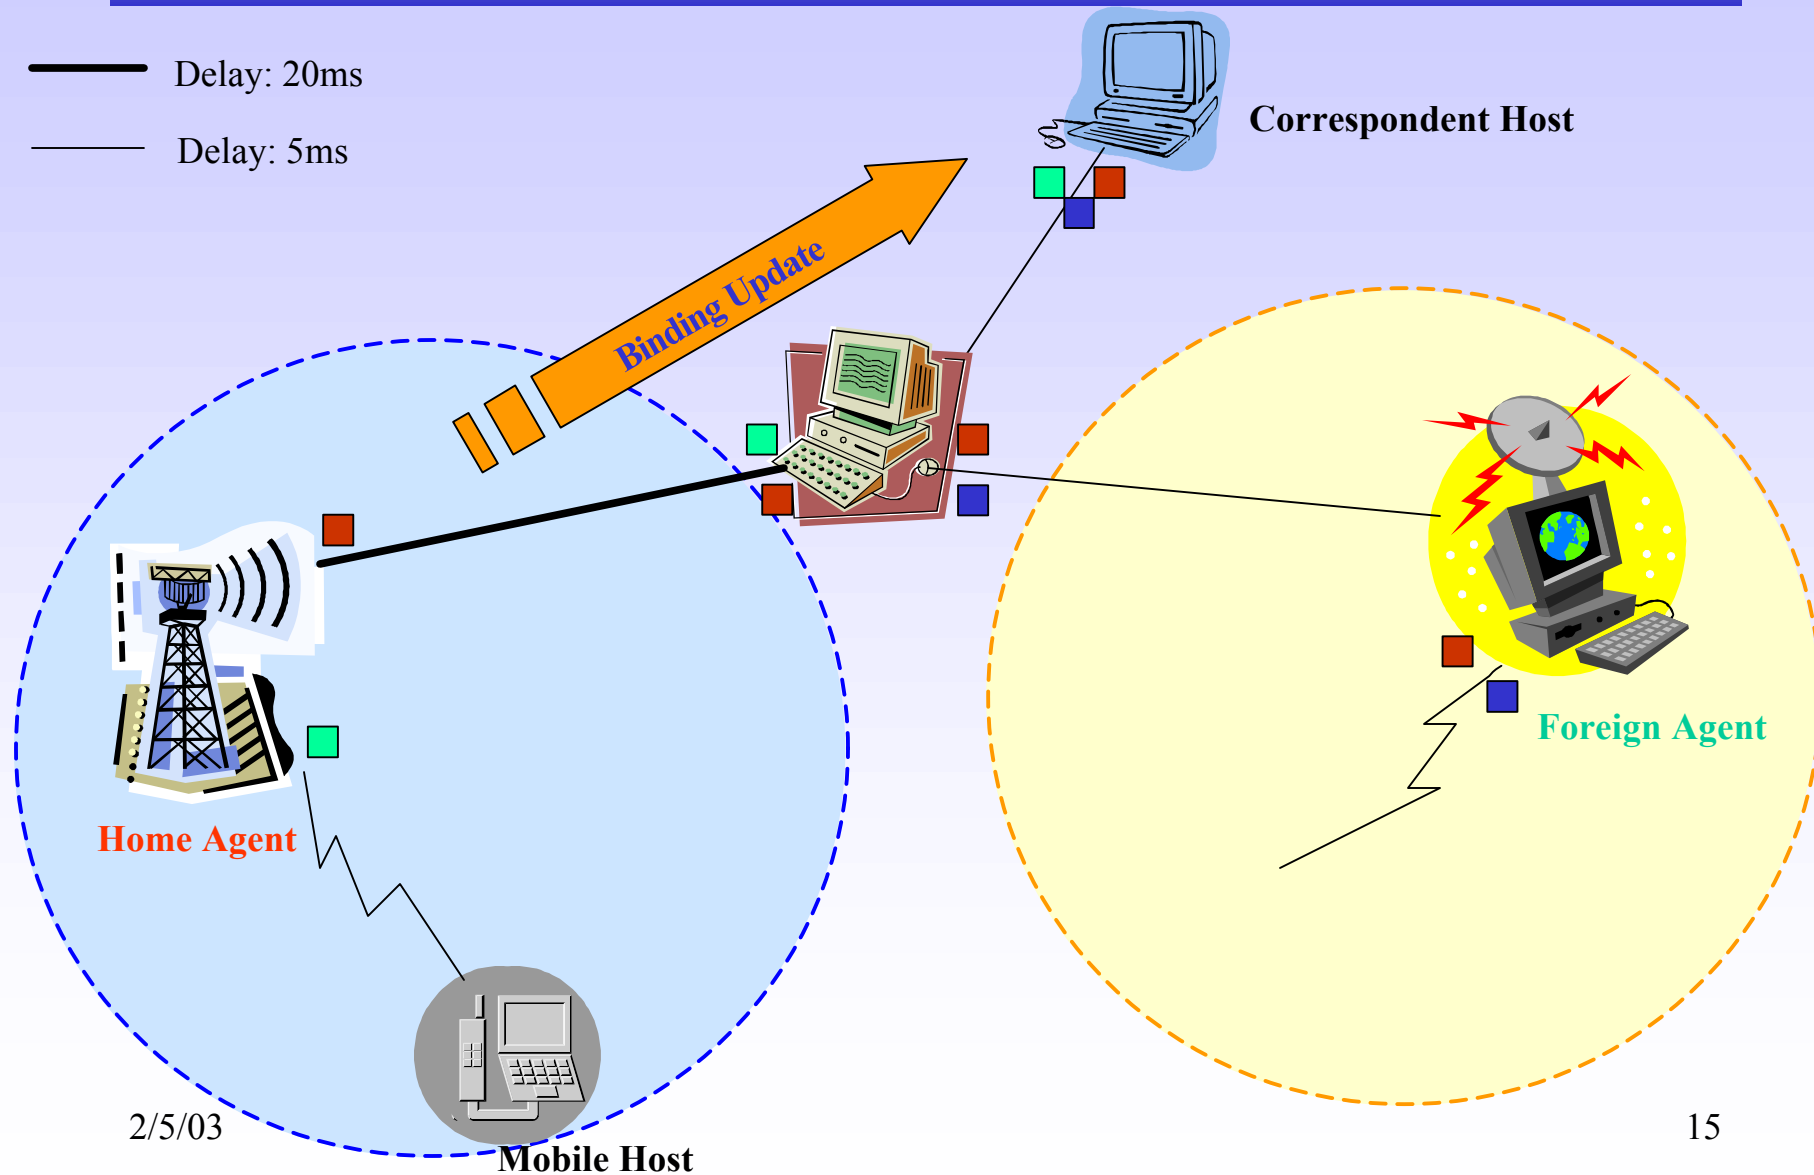 Delay: 20ms
Delay: 5ms
Correspondent Host
Binding Update
Foreign Agent
Home Agent
2/5/03
15
Mobile Host